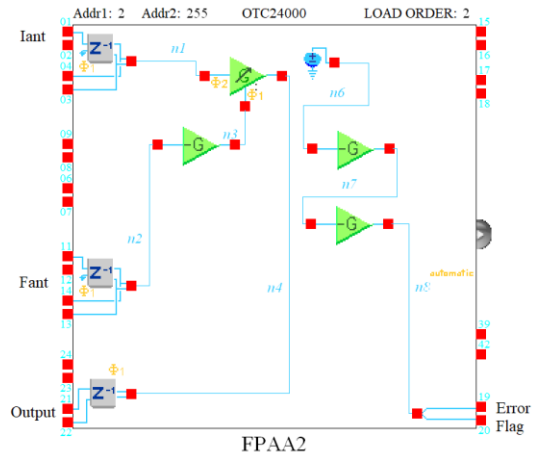 Addr1: 2 Addr2: 255 OTC24000 LOAD ORDER: 2
Iant
01
02
04
03
Z⁻¹
Φ1
n1
Φ2
G
Φ1
±
n6
15
16
17
18
09
08
06
07
-G
n3
-G
n7
-G
n2
n4
n8
automatic
Fant
11
12
14
13
Z⁻¹
Φ1
24
23
21
22
Output
Z⁻¹
Φ1
39
42
19
20
Error
Flag
FPAA2